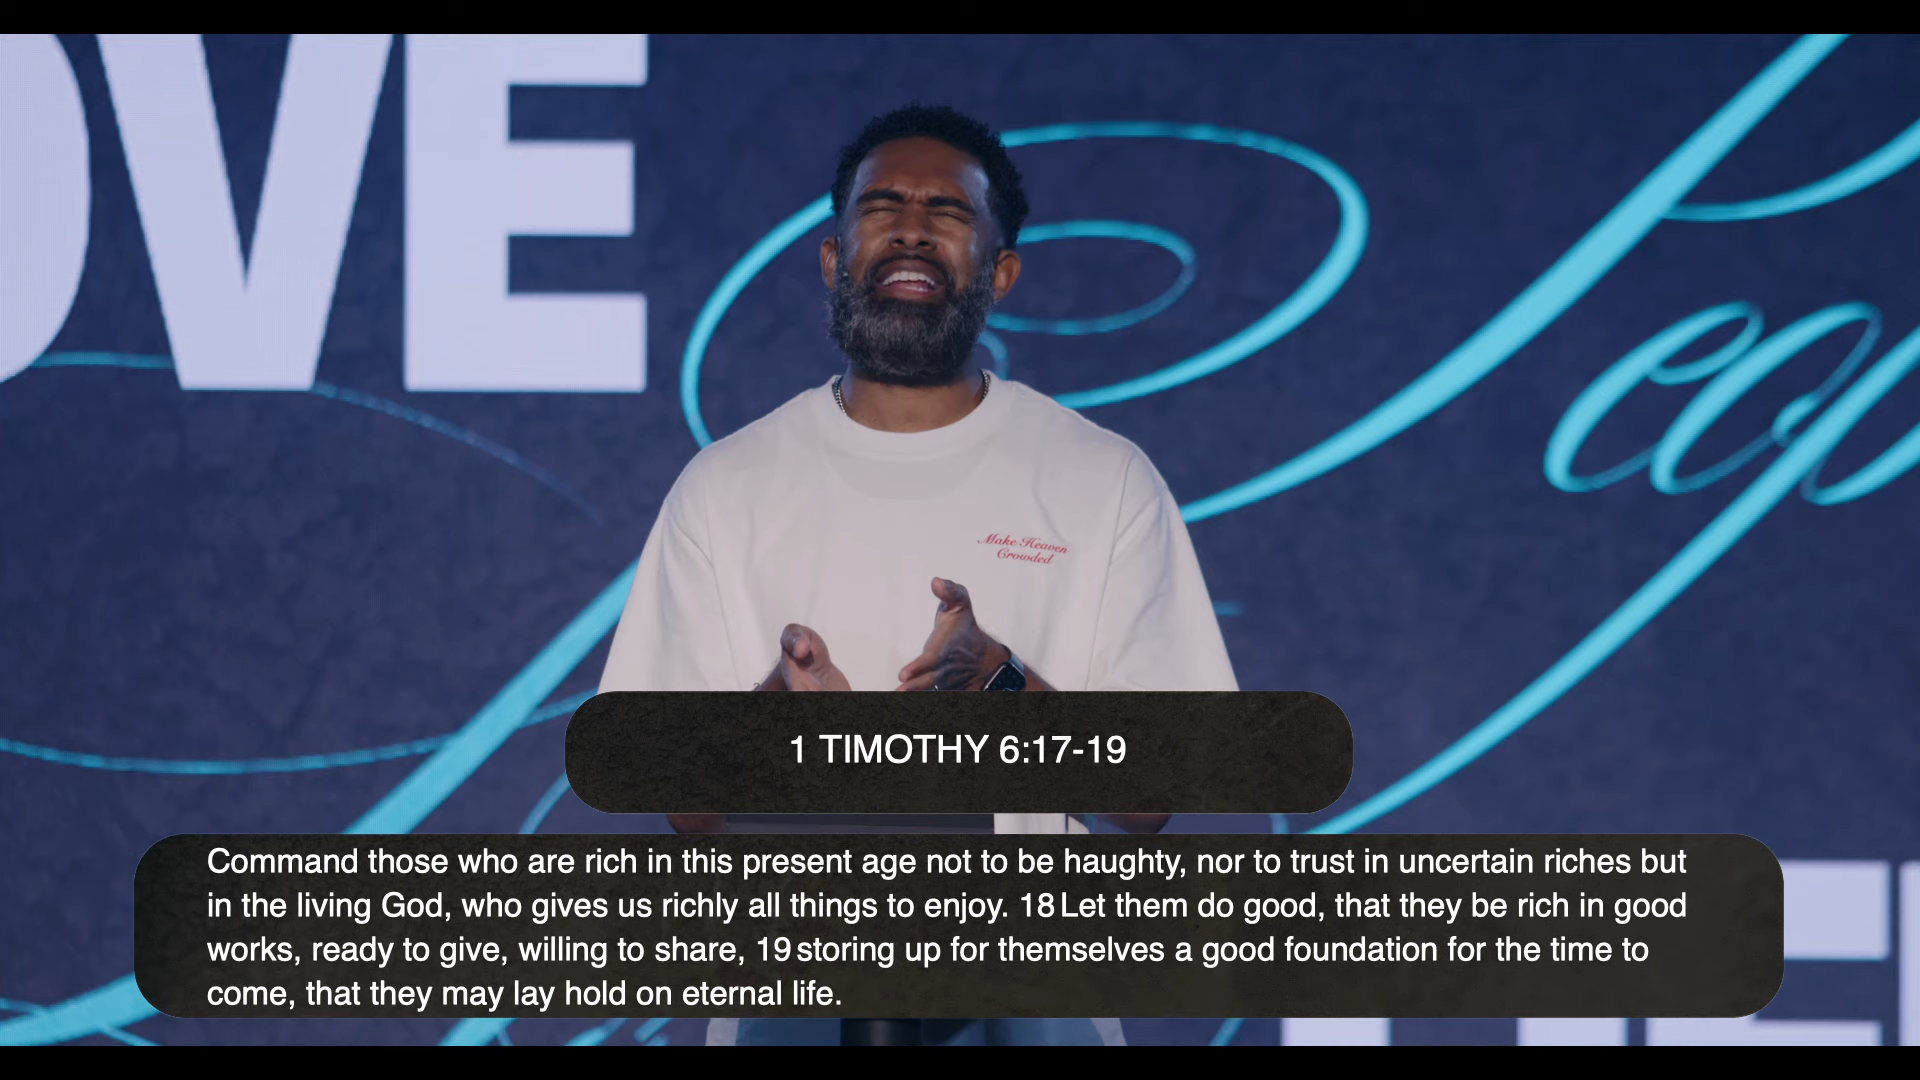 OVE
Peop
Make Heaven
Crowded
1 TIMOTHY 6:17-19
Command those who are rich in this present age not to be haughty, nor to trust in uncertain riches but
in the living God, who gives us richly all things to enjoy. 18 Let them do good, that they be rich in good
works, ready to give, willing to share, 19 storing up for themselves a good foundation for the time to
come, that they may lay hold on eternal life.